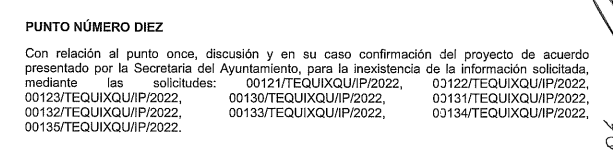 PUNTO NÚMERO DIEZ
Con relación al punto once, discusión y en su caso confirmación del proyecto de acuerdo
presentado por la Secretaria del Ayuntamiento, para la inexistencia de la información solicitada,
mediante las solicitudes: 00121/TEQUIXQU/IP/2022, 00122/TEQUIXQU/IP/2022,
00123/TEQUIXQU/IP/2022, 00130/TEQUIXQU/IP/2022, 00131/TEQUIXQU/IP/2022,
00132/TEQUIXQU/IP/2022, 00133/TEQUIXQU/IP/2022, 00134/TEQUIXQU/IP/2022,
00135/TEQUIXQU/IP/2022.